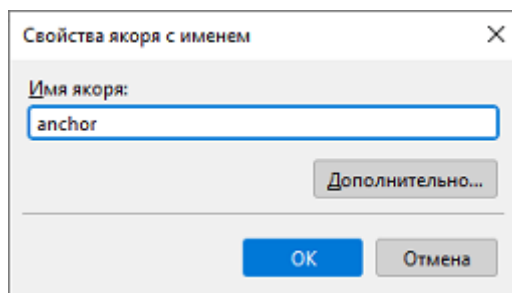 Свойства якоря с именем
Имя якоря:
anchor
Дополнительно...
OK
Отмена